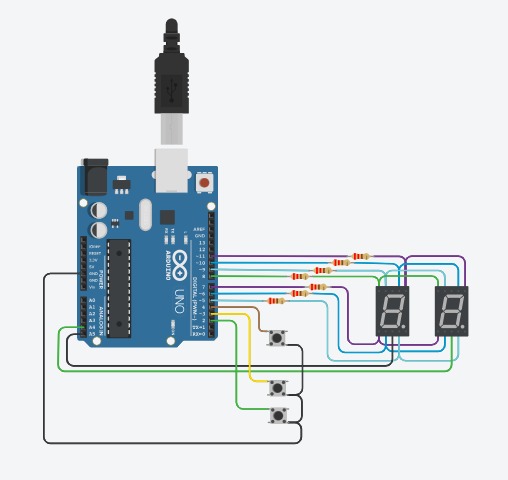 AREF
GND
13
12
~11
~10
~9
8
7
~6
~5
4
~3
2
TX→1
RX←0
DIGITAL (PWM~)
ARDUINO
UNO
TX
RX
L
ON
IOREF
RESET
3.3V
5V
GND
GND
VIN
POWER
A0
A1
A2
A3
A4
A5
ANALOG IN
8.
8.